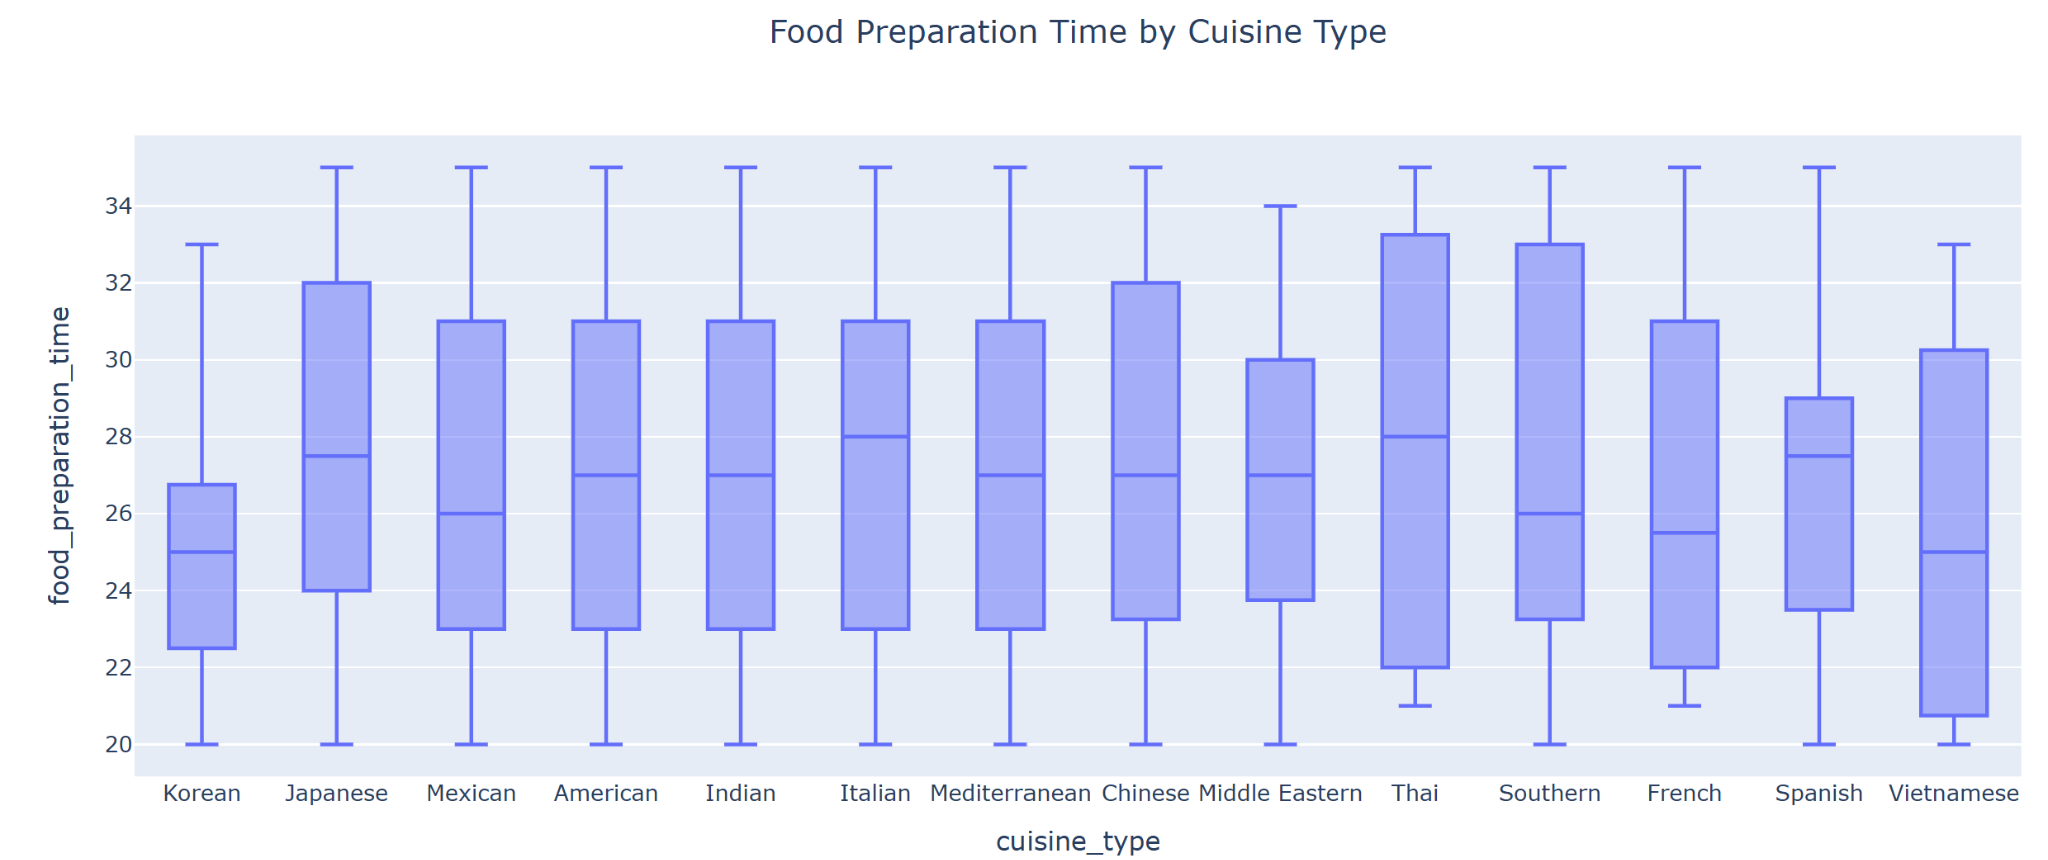 Food Preparation Time by Cuisine Type
food_preparation_time
34
32
30
28
26
24
22
20
Korean Japanese Mexican American Indian Italian Mediterranean Chinese Middle Eastern Thai Southern French Spanish Vietnamese
cuisine_type